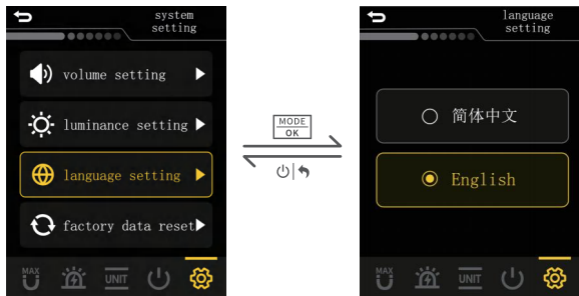 system
setting
volume setting
luminance setting
language setting
factory data reset
MAX
UNIT
MODE
OK
language
setting
简体中文
English
MAX
UNIT